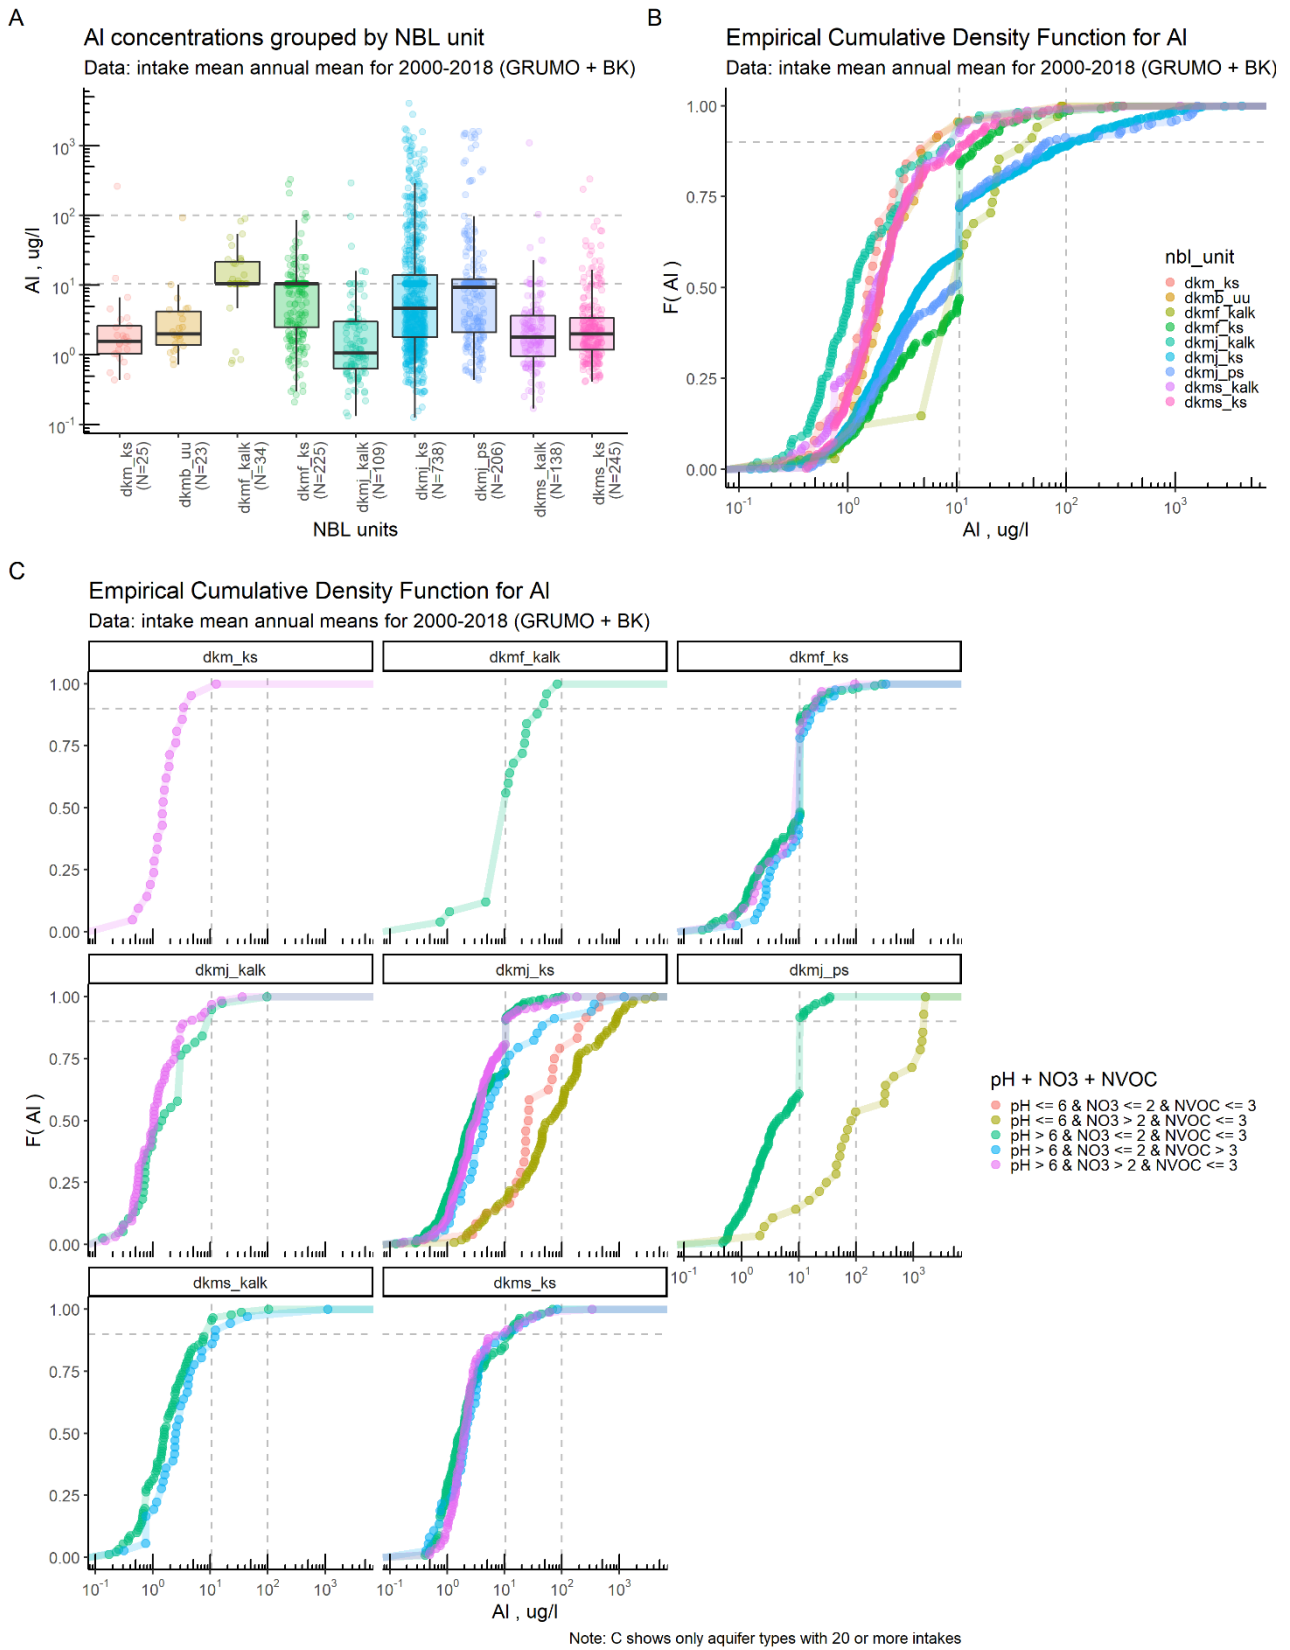 A
Al concentrations grouped by NBL unit
Data: intake mean annual mean for 2000-2018 (GRUMO + BK)
Al , ug/l
10³
10²
10¹
10⁰
10⁻¹
dkm_ks (N=25)
dkmb_uu (N=23)
dkmf_kalk (N=34)
dkmf_ks (N=225)
dkmj_kalk (N=109)
dkmj_ks (N=738)
dkmj_ps (N=206)
dkms_kalk (N=138)
dkms_ks (N=245)
NBL units
B
Empirical Cumulative Density Function for Al
Data: intake mean annual mean for 2000-2018 (GRUMO + BK)
F( Al )
1.00
0.75
0.50
0.25
0.00
nbl_unit
dkm_ks
dkmb_uu
dkmf_kalk
dkmf_ks
dkmj_kalk
dkmj_ks
dkmj_ps
dkms_kalk
dkms_ks
10⁻¹ 10⁰ 10¹ 10² 10³
Al , ug/l
C
Empirical Cumulative Density Function for Al
Data: intake mean annual means for 2000-2018 (GRUMO + BK)
dkm_ks dkmf_kalk dkmf_ks
1.00
0.75
0.50
0.25
0.00
dkmj_kalk dkmj_ks dkmj_ps
1.00
0.75
0.50
0.25
0.00
F( Al )
10⁻¹ 10⁰ 10¹ 10² 10³
dkms_kalk dkms_ks
1.00
0.75
0.50
0.25
0.00
10⁻¹ 10⁰ 10¹ 10² 10³ 10⁻¹ 10⁰ 10¹ 10² 10³
Al , ug/l
pH + NO3 + NVOC
pH <= 6 & NO3 <= 2 & NVOC <= 3
pH <= 6 & NO3 > 2 & NVOC <= 3
pH > 6 & NO3 <= 2 & NVOC <= 3
pH > 6 & NO3 <= 2 & NVOC > 3
pH > 6 & NO3 > 2 & NVOC <= 3
Note: C shows only aquifer types with 20 or more intakes